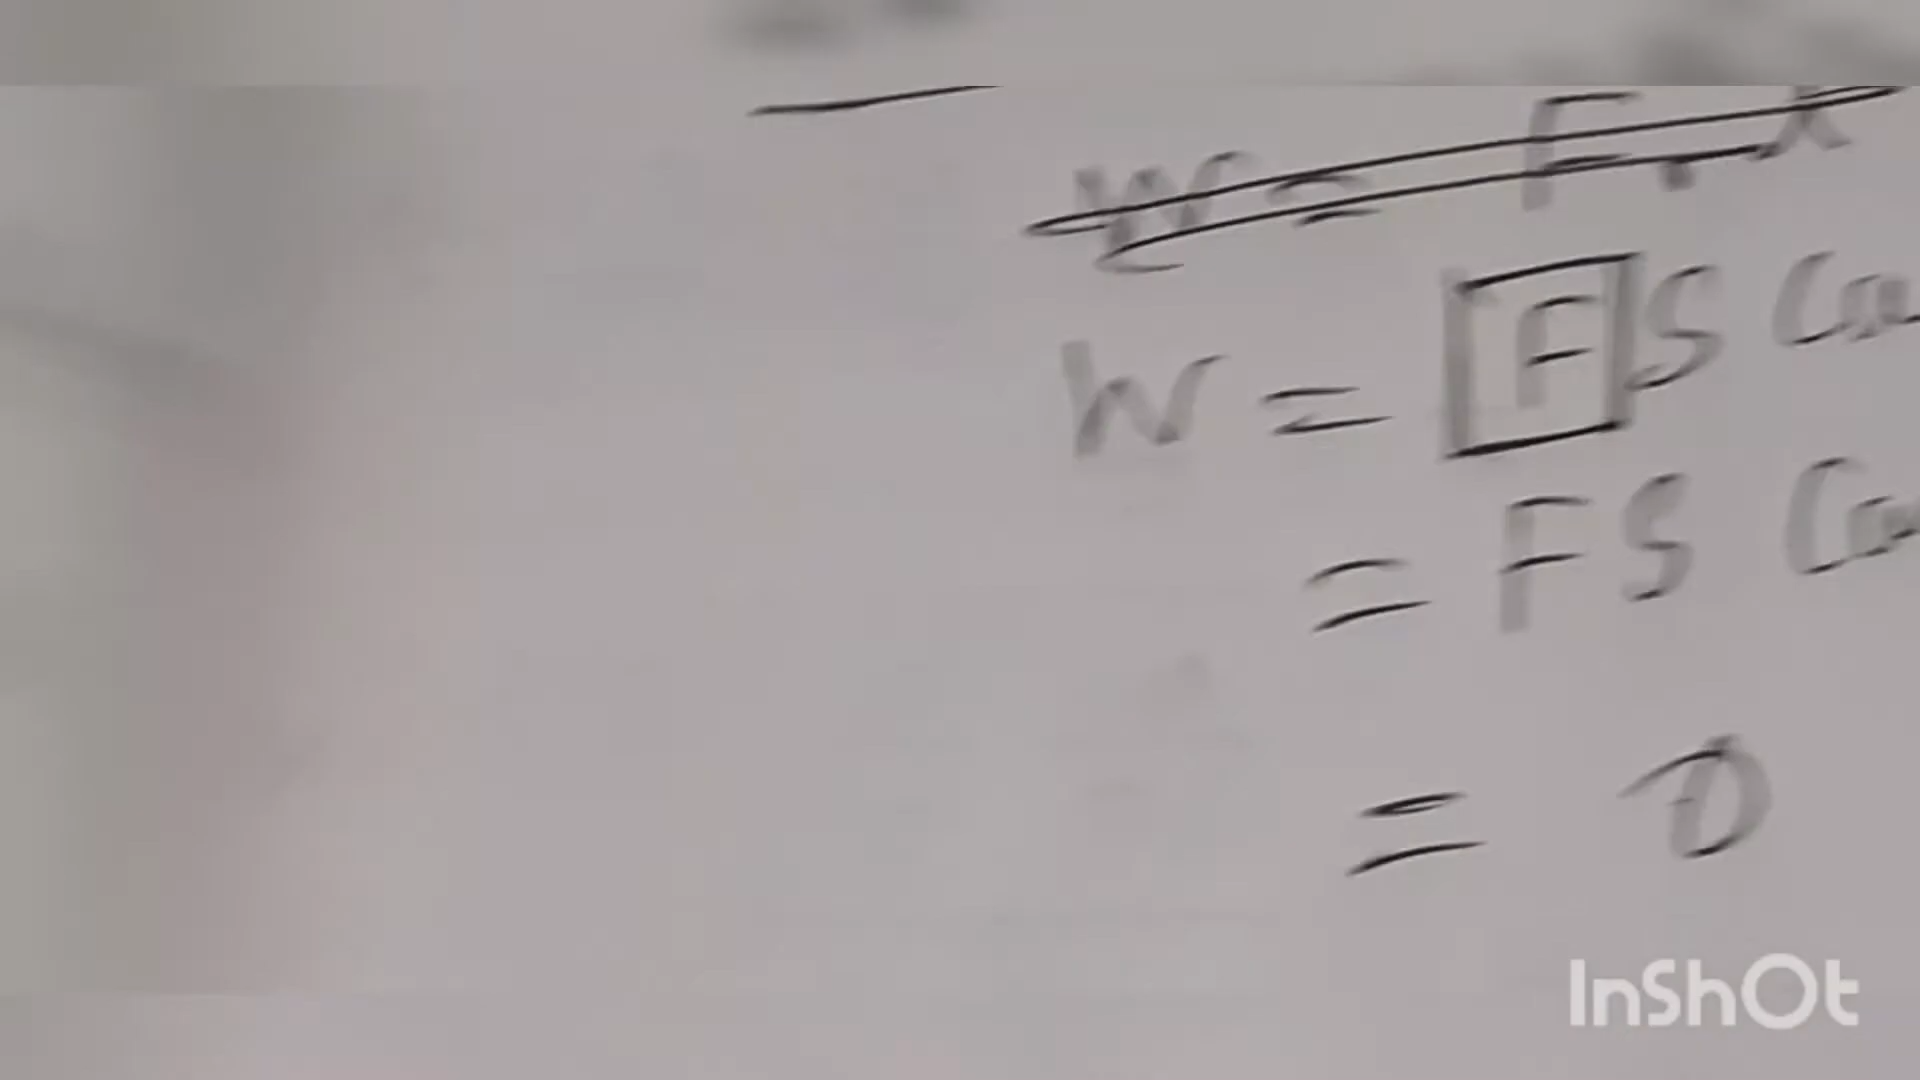 W = F.
W = F S Co
= F S Co
= 0
InShOt